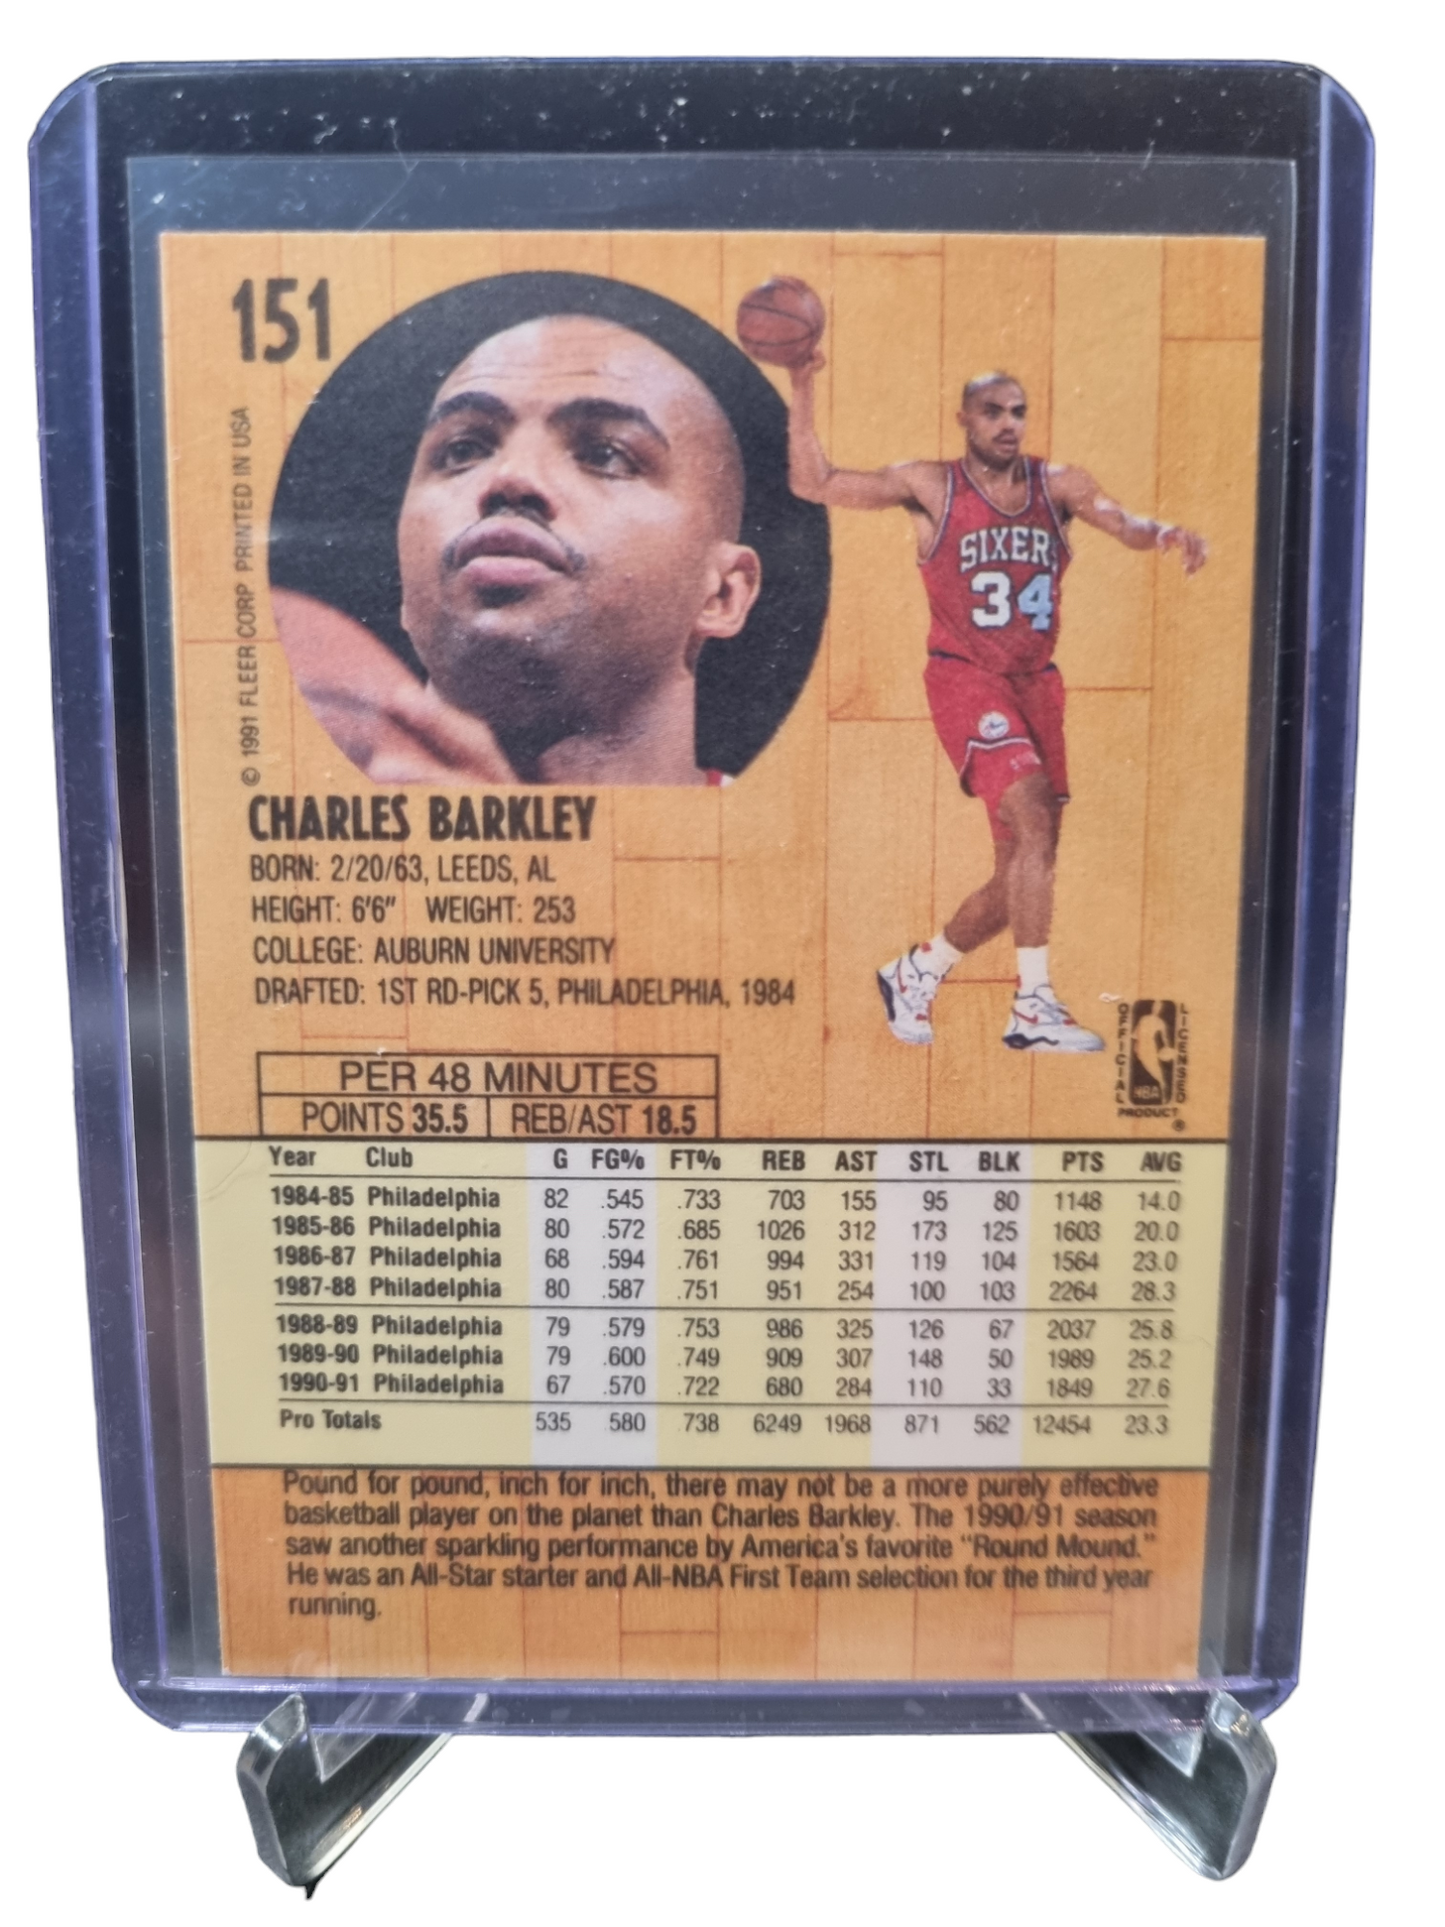 151
© 1991 FLEER CORP PRINTED IN USA
SIXERS
34
CHARLES BARKLEY
BORN: 2/20/63, LEEDS, AL
HEIGHT: 6'6" WEIGHT: 253
COLLEGE: AUBURN UNIVERSITY
DRAFTED: 1ST RD-PICK 5, PHILADELPHIA, 1984
OFFICIAL LICENSED
NBA
PRODUCT ®
PER 48 MINUTES
POINTS 35.5 REB/AST 18.5
Year Club G FG% FT% REB AST STL BLK PTS AVG
1984-85 Philadelphia 82 .545 .733 703 155 95 80 1148 14.0
1985-86 Philadelphia 80 .572 .685 1026 312 173 125 1603 20.0
1986-87 Philadelphia 68 .594 .761 994 331 119 104 1564 23.0
1987-88 Philadelphia 80 .587 .751 951 254 100 103 2264 28.3
1988-89 Philadelphia 79 .579 .753 986 325 126 67 2037 25.8
1989-90 Philadelphia 79 .600 .749 909 307 148 50 1989 25.2
1990-91 Philadelphia 67 .570 .722 680 284 110 33 1849 27.6
Pro Totals 535 .580 .738 6249 1968 871 562 12454 23.3
Pound for pound, inch for inch, there may not be a more purely effective
basketball player on the planet than Charles Barkley. The 1990/91 season
saw another sparkling performance by America's favorite "Round Mound."
He was an All-Star starter and All-NBA First Team selection for the third year
running.